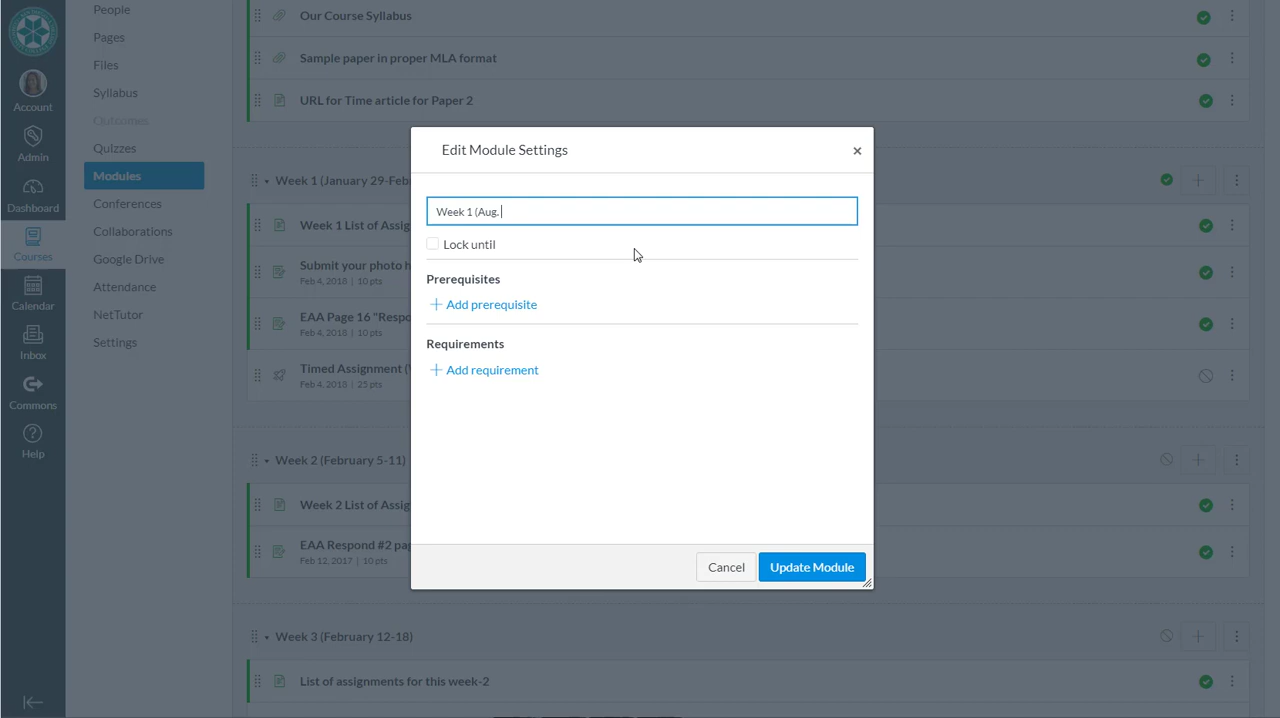 People
Pages
Files
Syllabus
Outcomes
Quizzes
Modules
Conferences
Collaborations
Google Drive
Attendance
NetTutor
Settings
Account
Admin
Dashboard
Courses
Calendar
Inbox
Commons
Help
Our Course Syllabus
Sample paper in proper MLA format
URL for Time article for Paper 2
Week 1 (January 29-Feb
Week 1 List of Assig
Submit your photo h
Feb 4, 2018 | 10 pts
EAA Page 16 "Respo
Feb 4, 2018 | 10 pts
Timed Assignment (
Feb 4, 2018 | 25 pts
Week 2 (February 5-11)
Week 2 List of Assig
EAA Respond #2 pag
Feb 12, 2017 | 10 pts
Week 3 (February 12-18)
List of assignments for this week-2
Edit Module Settings
Week 1 (Aug.
Lock until
Prerequisites
Add prerequisite
Requirements
Add requirement
Cancel
Update Module